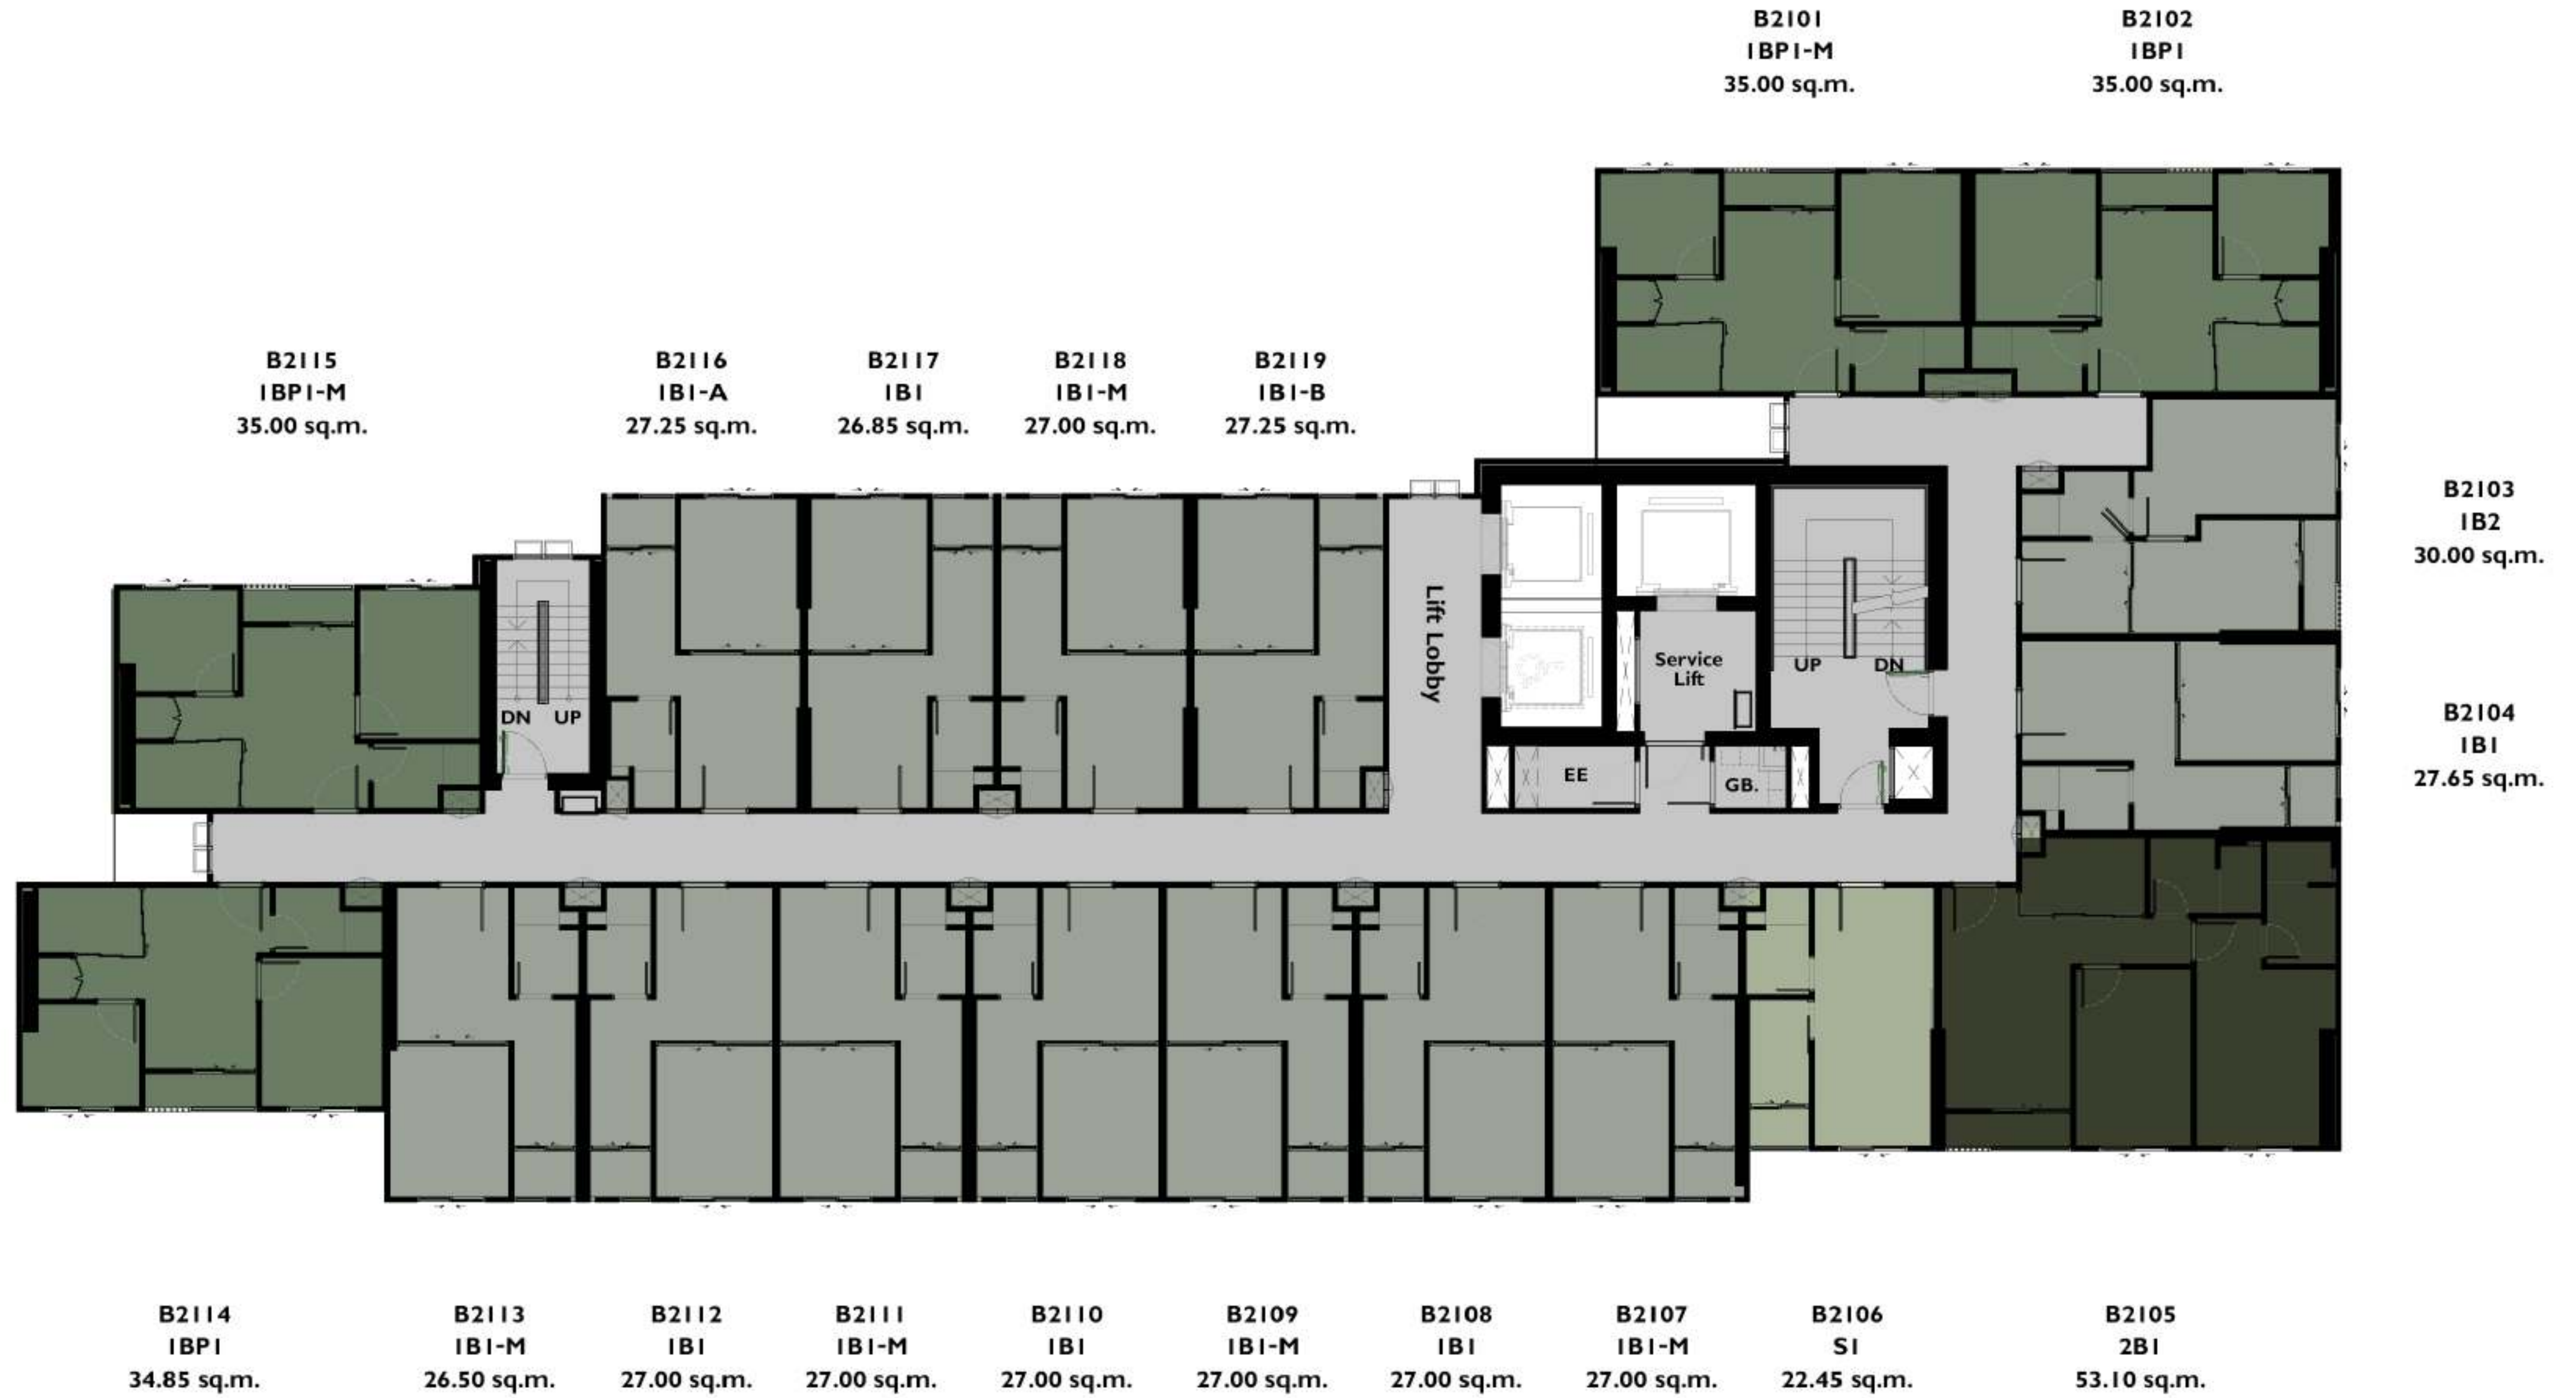 B2101
1BP1-M
35.00 sq.m.
B2102
1BP1
35.00 sq.m.
B2115
1BP1-M
35.00 sq.m.
B2116
1B1-A
27.25 sq.m.
B2117
1B1
26.85 sq.m.
B2118
1B1-M
27.00 sq.m.
B2119
1B1-B
27.25 sq.m.
B2103
1B2
30.00 sq.m.
B2104
1B1
27.65 sq.m.
Lift Lobby
Service
Lift
UP
DN
DN
UP
EE
GB.
B2114
1BP1
34.85 sq.m.
B2113
1B1-M
26.50 sq.m.
B2112
1B1
27.00 sq.m.
B2111
1B1-M
27.00 sq.m.
B2110
1B1
27.00 sq.m.
B2109
1B1-M
27.00 sq.m.
B2108
1B1
27.00 sq.m.
B2107
1B1-M
27.00 sq.m.
B2106
S1
22.45 sq.m.
B2105
2B1
53.10 sq.m.